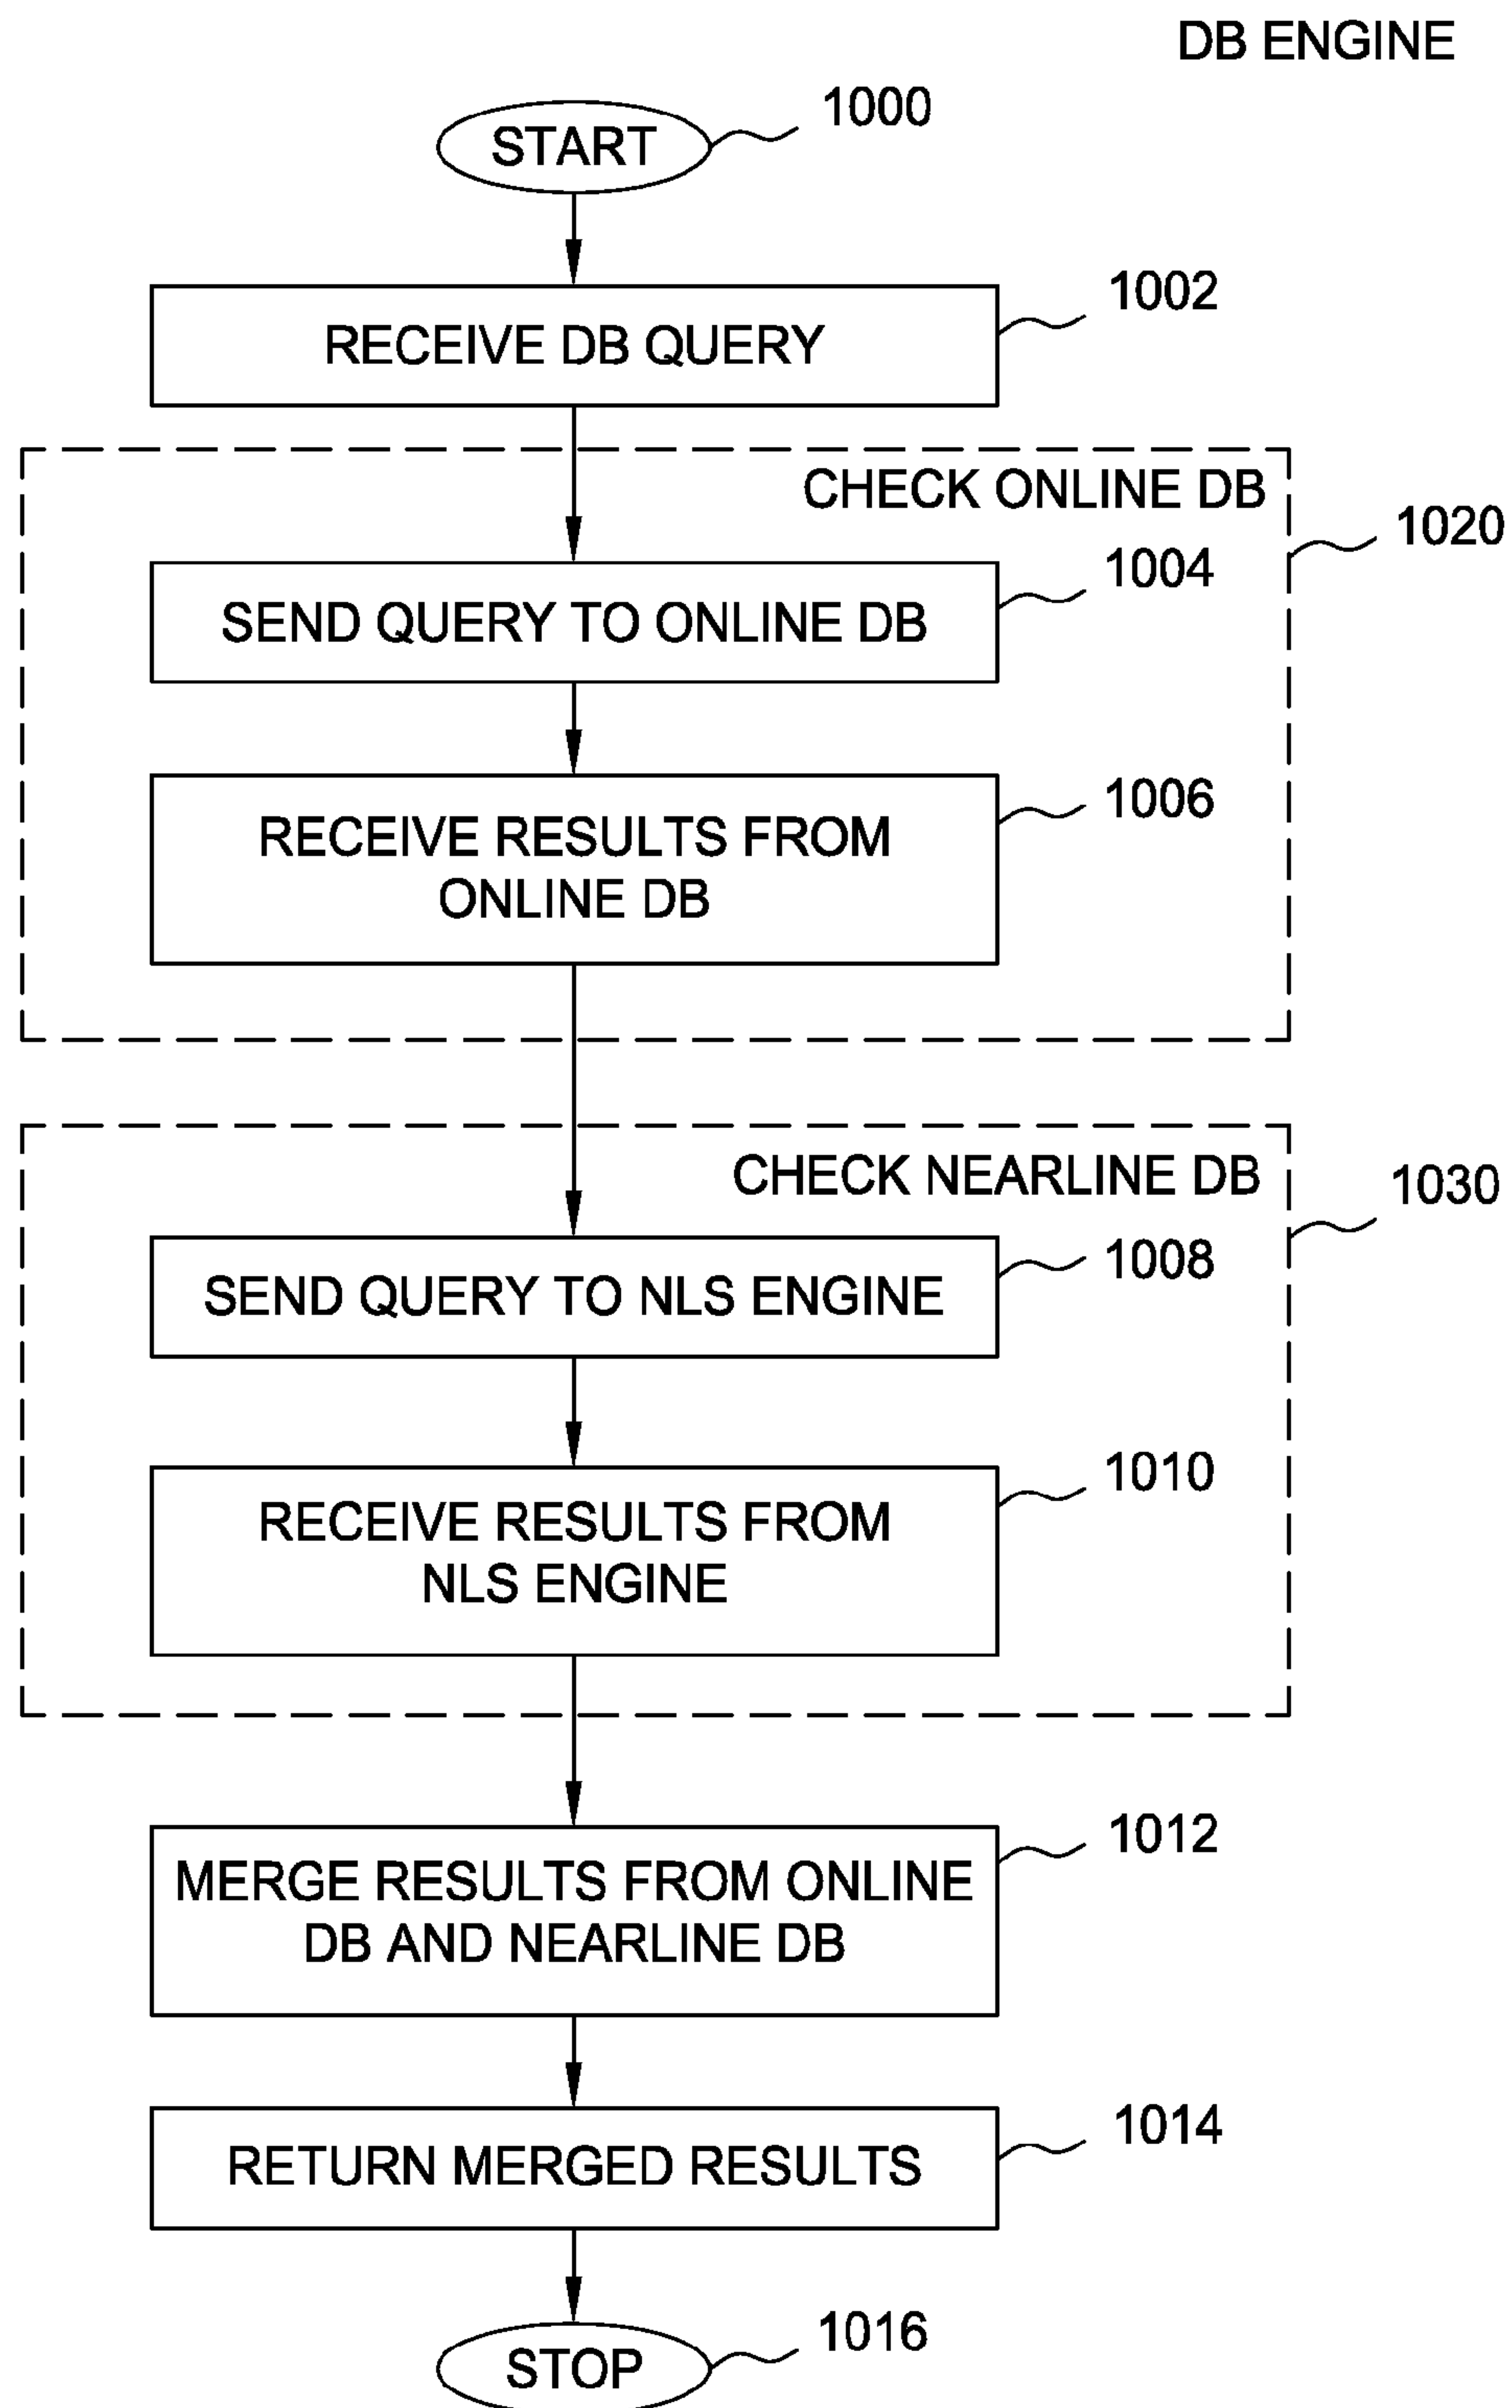 DB ENGINE
START
1000
RECEIVE DB QUERY
1002
CHECK ONLINE DB
1020
SEND QUERY TO ONLINE DB
1004
RECEIVE RESULTS FROM
ONLINE DB
1006
CHECK NEARLINE DB
1030
SEND QUERY TO NLS ENGINE
1008
RECEIVE RESULTS FROM
NLS ENGINE
1010
MERGE RESULTS FROM ONLINE
DB AND NEARLINE DB
1012
RETURN MERGED RESULTS
1014
STOP
1016